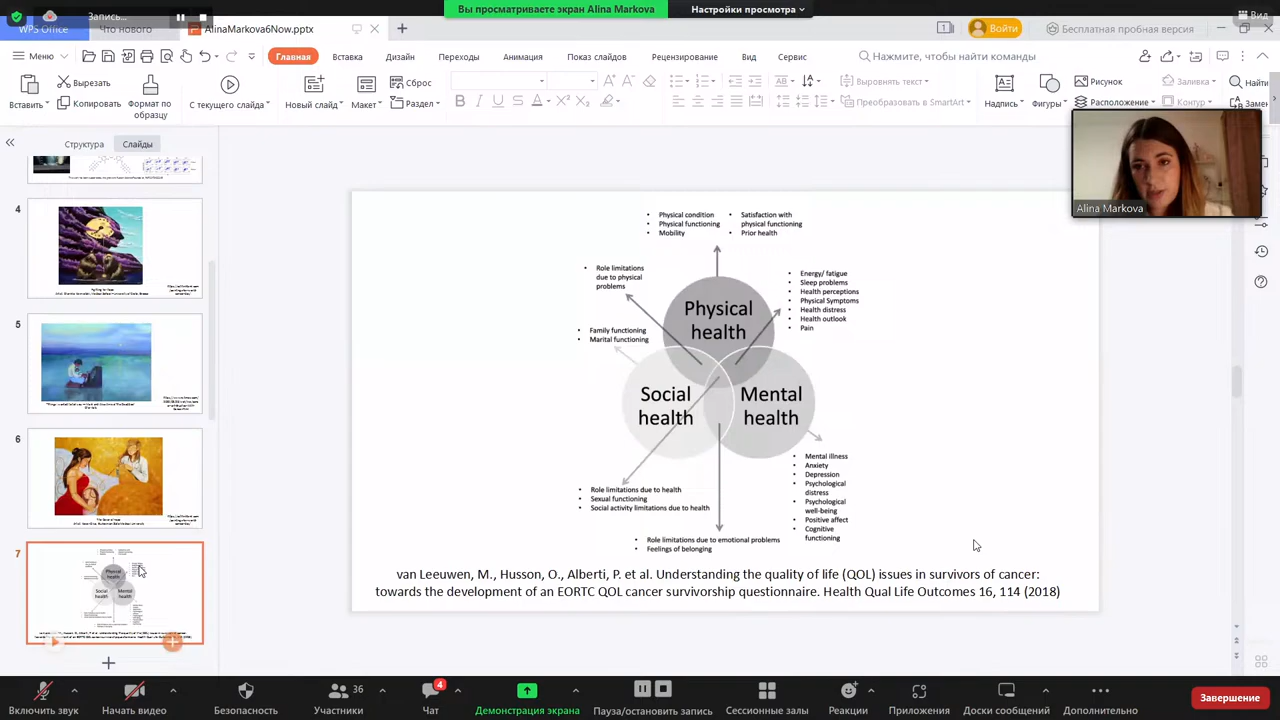 Запись...
Вы просматриваете экран Alina Markova
Настройки просмотра
Вид
WPS Office
Что нового
AlinaMarkova6Now.pptx
1
Войти
Бесплатная пробная версия
Меню
Главная
Вставка
Дизайн
Переходы
Анимация
Показ слайдов
Рецензирование
Вид
Сервис
Нажмите, чтобы найти команды
Вырезать
Копировать
Формат по
образцу
С текущего слайда
Новый слайд
Макет
Сброс
Раздел
Выровнять текст
Преобразовать в SmartArt
Надпись
Фигуры
Рисунок
Расположение
Заливка
Контур
Найти
Структура
Слайды
4
5
6
7
Alina Markova
• Physical condition
• Physical functioning
• Mobility
• Satisfaction with
physical functioning
• Prior health
• Role limitations
due to physical
problems
• Energy/ fatigue
• Sleep problems
• Health perceptions
• Physical Symptoms
• Health distress
• Health outlook
• Pain
• Family functioning
• Marital functioning
Physical
health
Social
health
Mental
health
• Mental illness
• Anxiety
• Depression
• Psychological
distress
• Psychological
well-being
• Positive affect
• Cognitive
functioning
• Role limitations due to health
• Sexual functioning
• Social activity limitations due to health
• Role limitations due to emotional problems
• Feelings of belonging
van Leeuwen, M., Husson, O., Alberti, P. et al. Understanding the quality of life (QOL) issues in survivors of cancer:
towards the development of an EORTC QOL cancer survivorship questionnaire. Health Qual Life Outcomes 16, 114 (2018)
Включить звук
Начать видео
Безопасность
Участники
36
Чат
4
Демонстрация экрана
Пауза/остановить запись
Сессионные залы
Реакции
Приложения
Доски сообщений
Дополнительно
Завершение